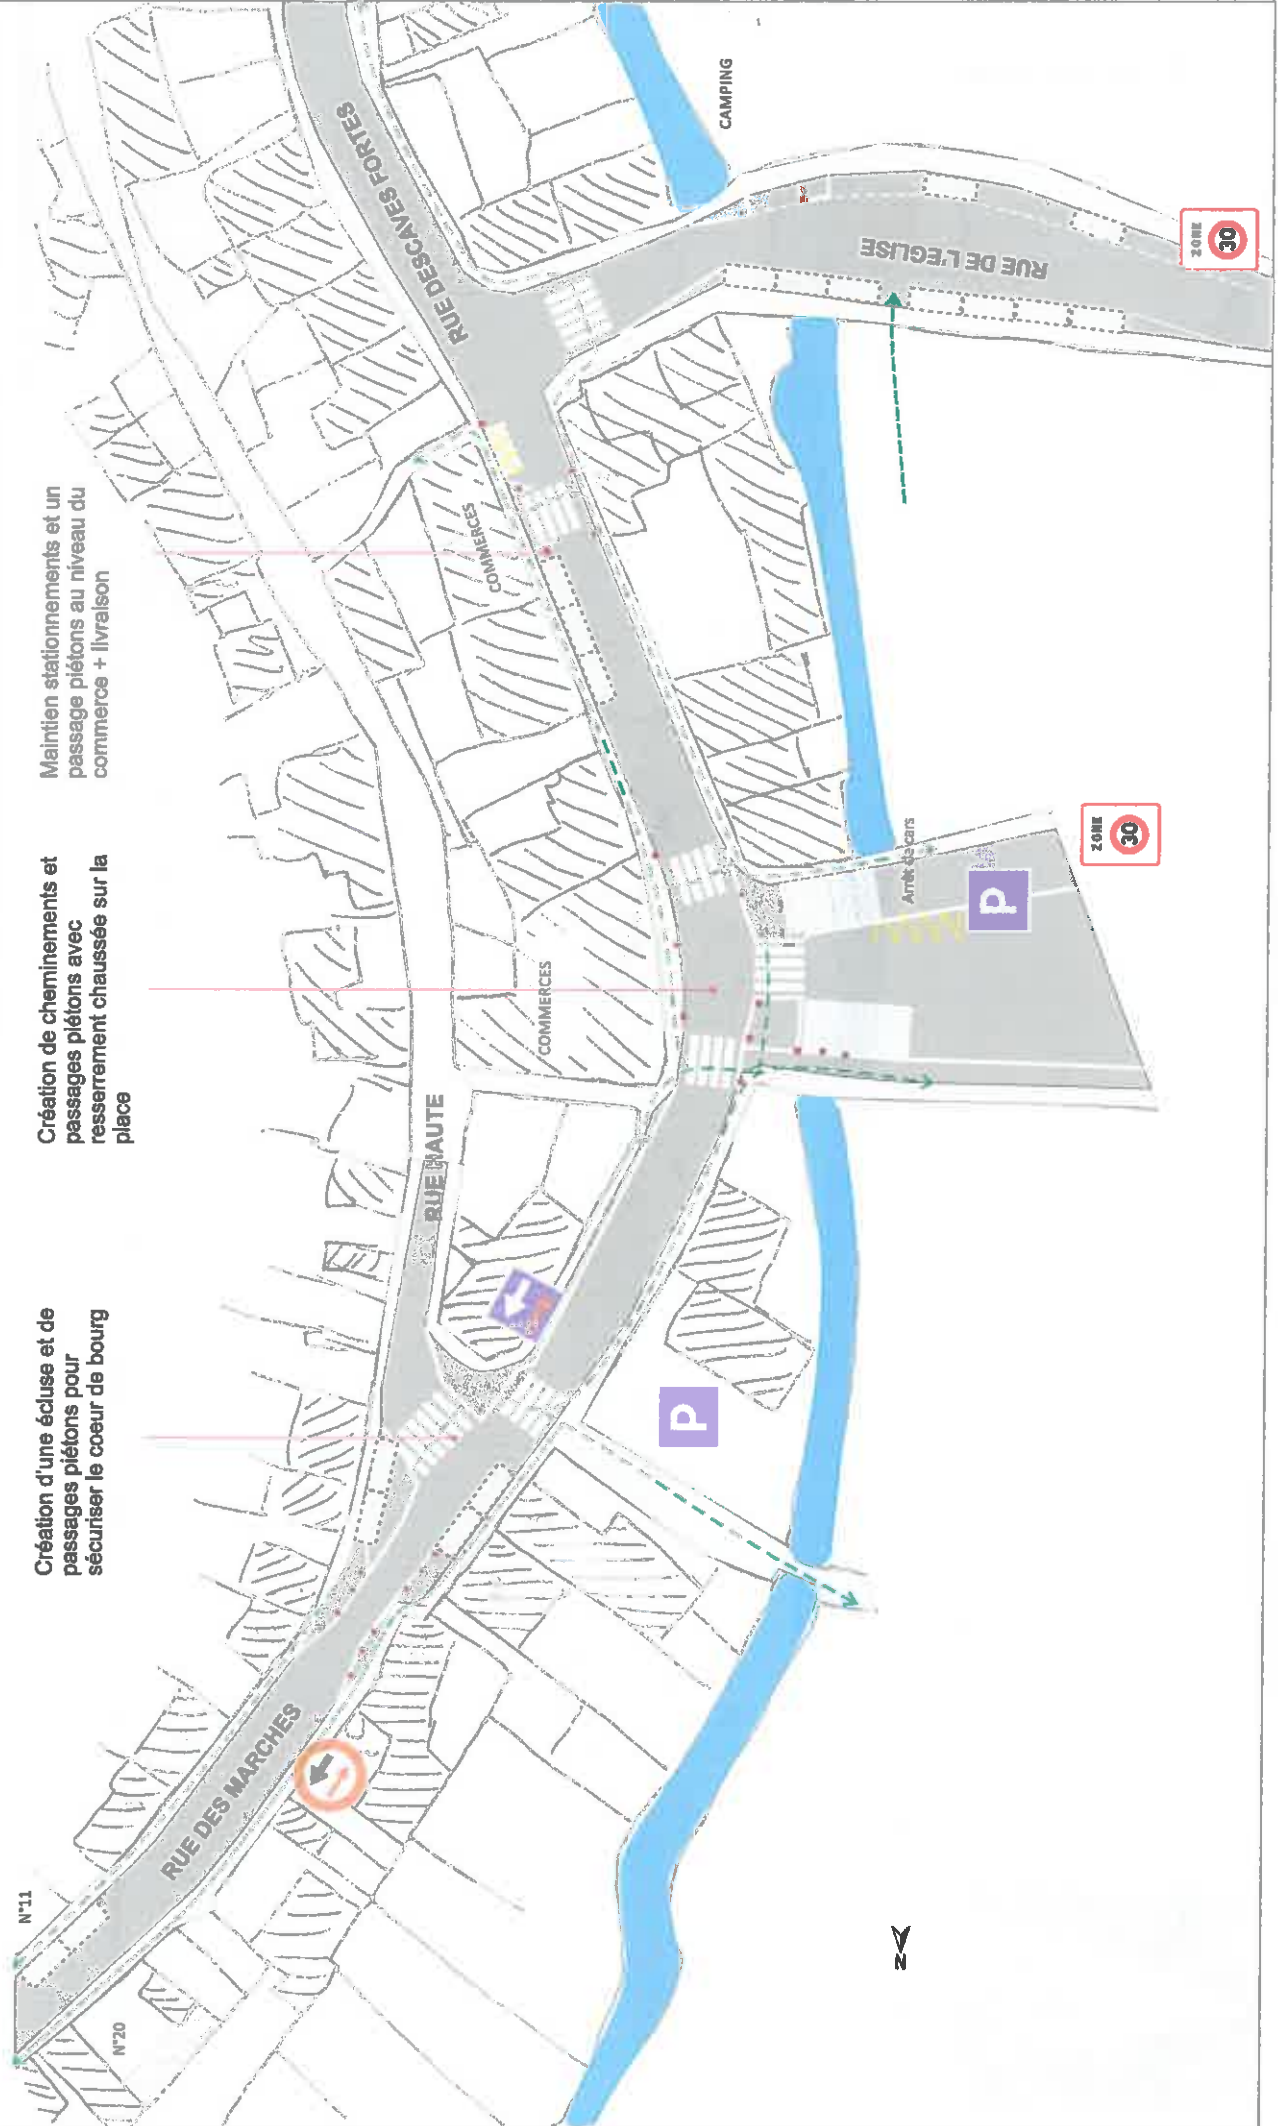 Création d'une écluse et de
passages piétons pour
sécuriser le coeur de bourg
Création de cheminements et
passages piétons avec
resserrement chaussée sur la
place
Maintien stationnements et un
passage piétons au niveau du
commerce + livraison
N°11
N°20
RUE DES MARCHES
RUE HAUTE
COMMERCES
COMMERCES
RUE DESCAVES FORTES
CAMPING
RUE DE L'EGLISE
ZONE
30
Arrêt de cars
P
ZONE
30
P
N